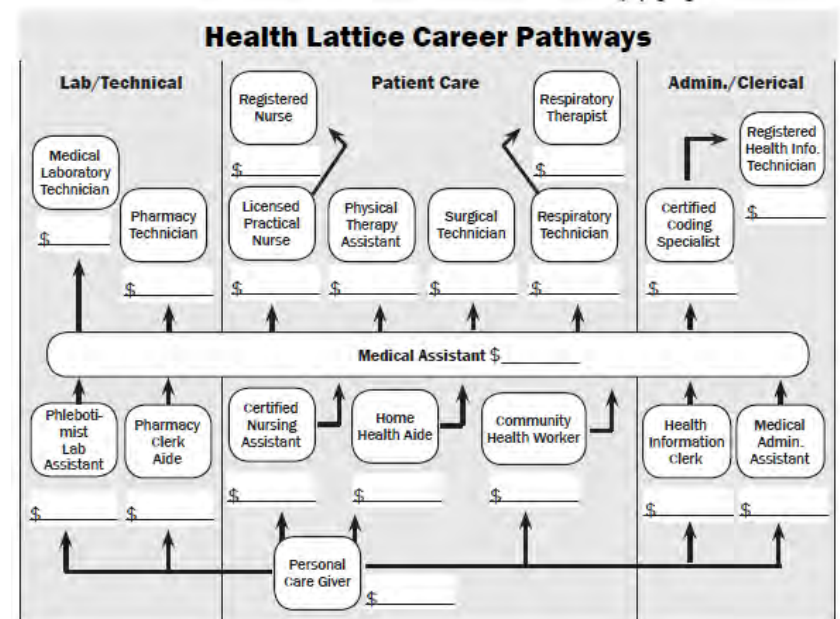 Health Lattice Career Pathways
Lab/Technical
Patient Care
Admin./Clerical
Registered
Nurse
$
Respiratory
Therapist
$
Registered
Health Info.
Technician
$
Medical
Laboratory
Technician
$
Pharmacy
Technician
$
Licensed
Practical
Nurse
$
Physical
Therapy
Assistant
$
Surgical
Technician
$
Respiratory
Technician
$
Certified
Coding
Specialist
$
Medical Assistant $
Phleboti-
mist
Lab
Assistant
$
Pharmacy
Clerk
Aide
$
Certified
Nursing
Assistant
$
Home
Health Aide
$
Community
Health Worker
$
Health
Information
Clerk
$
Medical
Admin.
Assistant
$
Personal
Care Giver
$